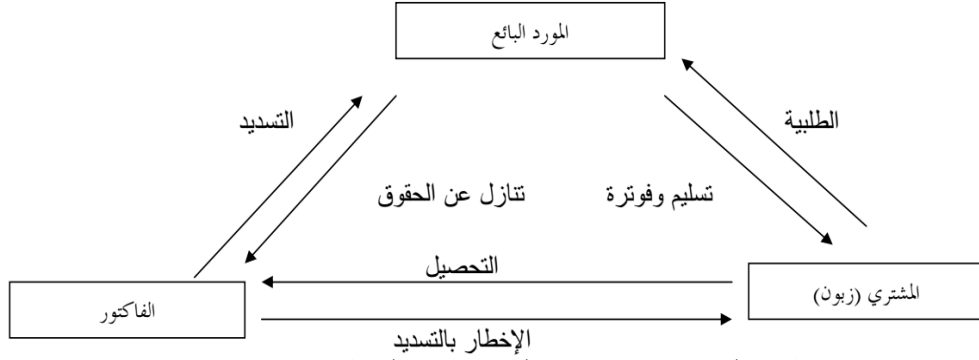 المورد البائع
التسديد
الطلبية
تنازل عن الحقوق
تسليم وفوترة
التحصيل
المشتري (زبون)
الفاكتور
الإخطار بالتسديد